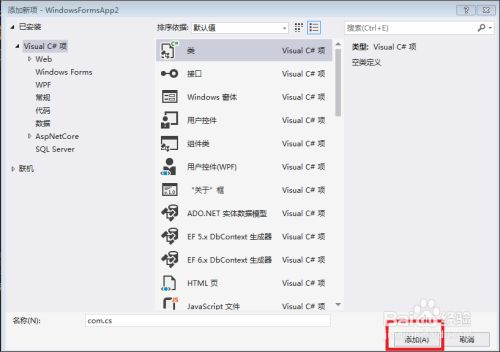 添加新项 - WindowsFormsApp2
已安装
排序依据: 默认值
搜索(Ctrl+E)
Visual C# 项
Web
Windows Forms
WPF
常规
代码
数据
AspNetCore
SQL Server
联机
类 Visual C# 项
接口 Visual C# 项
Windows 窗体 Visual C# 项
用户控件 Visual C# 项
组件类 Visual C# 项
用户控件(WPF) Visual C# 项
“关于”框 Visual C# 项
ADO.NET 实体数据模型 Visual C# 项
EF 5.x DbContext 生成器 Visual C# 项
EF 6.x DbContext 生成器 Visual C# 项
HTML 页 Visual C# 项
JavaScript 文件 Visual C# 项
类型: Visual C# 项
空类定义
名称(N): com.cs
添加(A) 取消